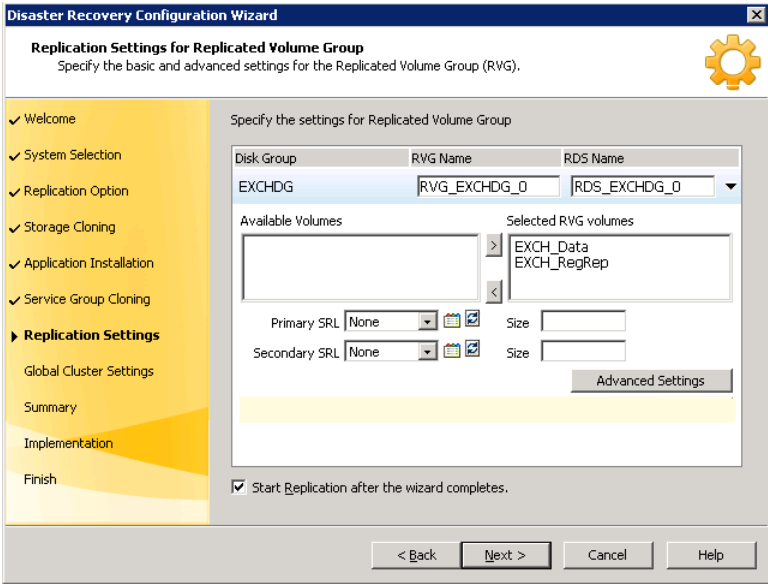 Disaster Recovery Configuration Wizard
Replication Settings for Replicated Volume Group
Specify the basic and advanced settings for the Replicated Volume Group (RVG).
Welcome
System Selection
Replication Option
Storage Cloning
Application Installation
Service Group Cloning
Replication Settings
Global Cluster Settings
Summary
Implementation
Finish
Specify the settings for Replicated Volume Group
Disk Group RVG Name RDS Name
EXCHDG RVG_EXCHDG_0 RDS_EXCHDG_0
Available Volumes Selected RVG volumes
> EXCH_Data
EXCH_RegRep
<
Primary SRL None Size
Secondary SRL None Size
Advanced Settings
Start Replication after the wizard completes.
< Back Next > Cancel Help